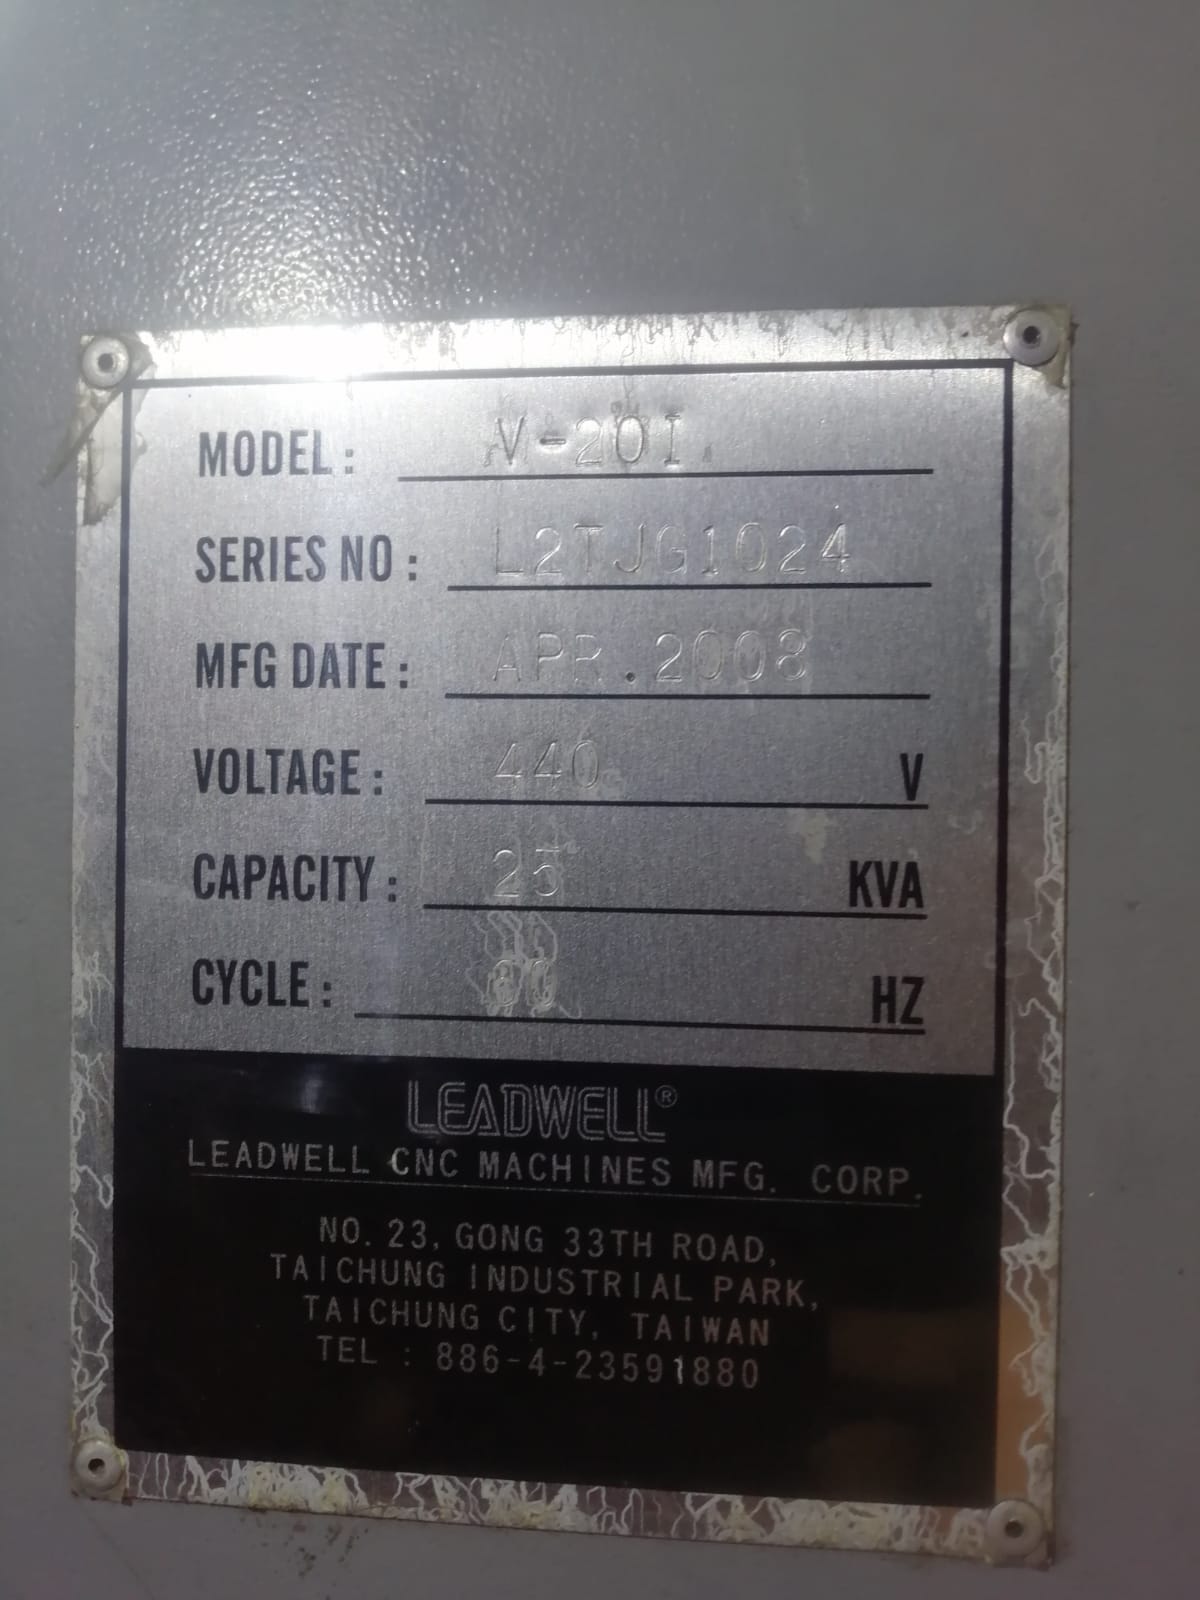 MODEL : V-20I
SERIES NO : L2TJG1024
MFG DATE : APR.2008
VOLTAGE : 440 V
CAPACITY : 25 KVA
CYCLE : HZ
LEADWELL®
LEADWELL CNC MACHINES MFG. CORP.
NO. 23, GONG 33TH ROAD,
TAICHUNG INDUSTRIAL PARK,
TAICHUNG CITY, TAIWAN
TEL : 886-4-23591880